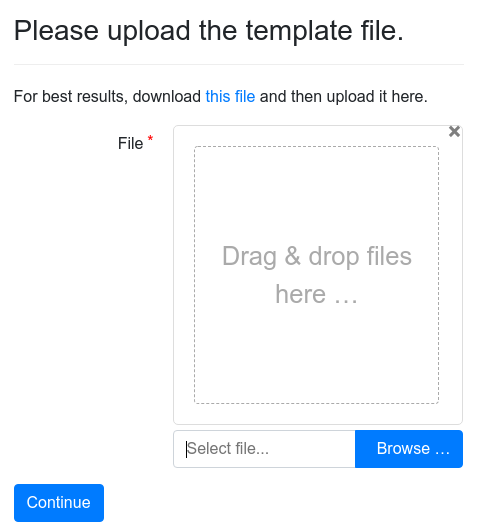 Please upload the template file.
For best results, download this file and then upload it here.
File *
×
Drag & drop files
here …
Select file...
Browse …
Continue